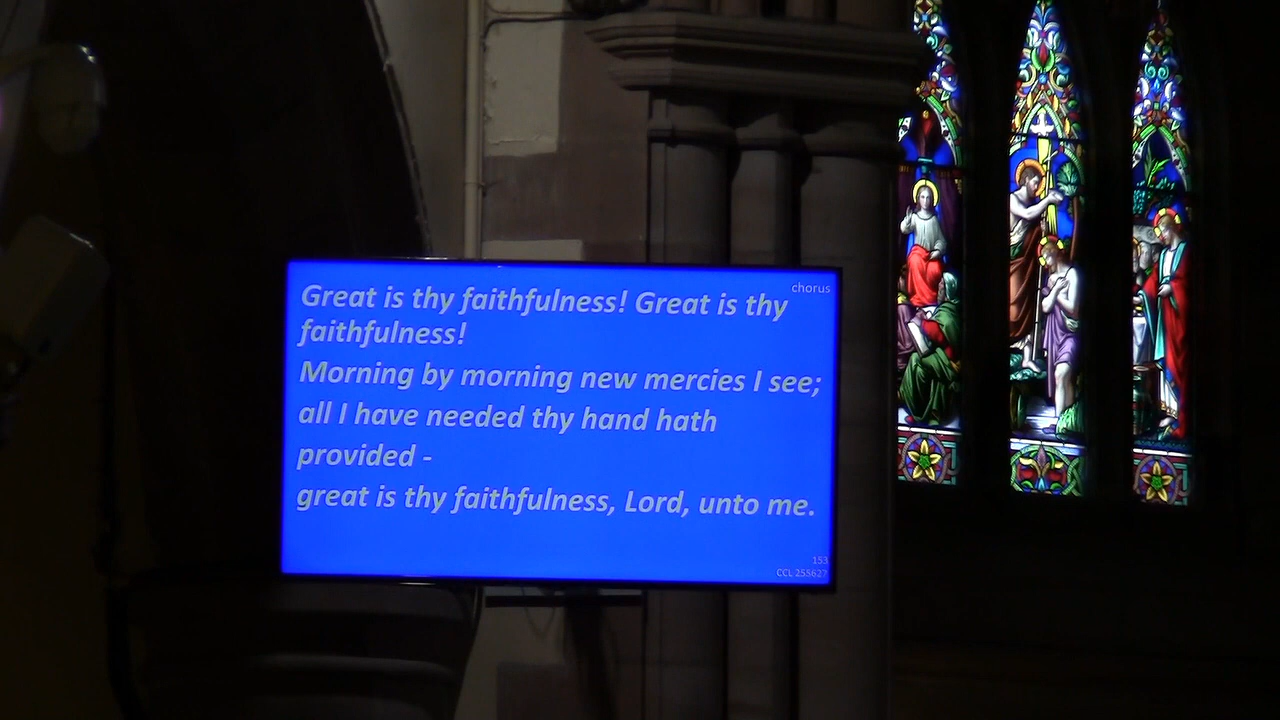 chorus
Great is thy faithfulness! Great is thy
faithfulness!
Morning by morning new mercies I see;
all I have needed thy hand hath
provided -
great is thy faithfulness, Lord, unto me.
153
CCL 255627